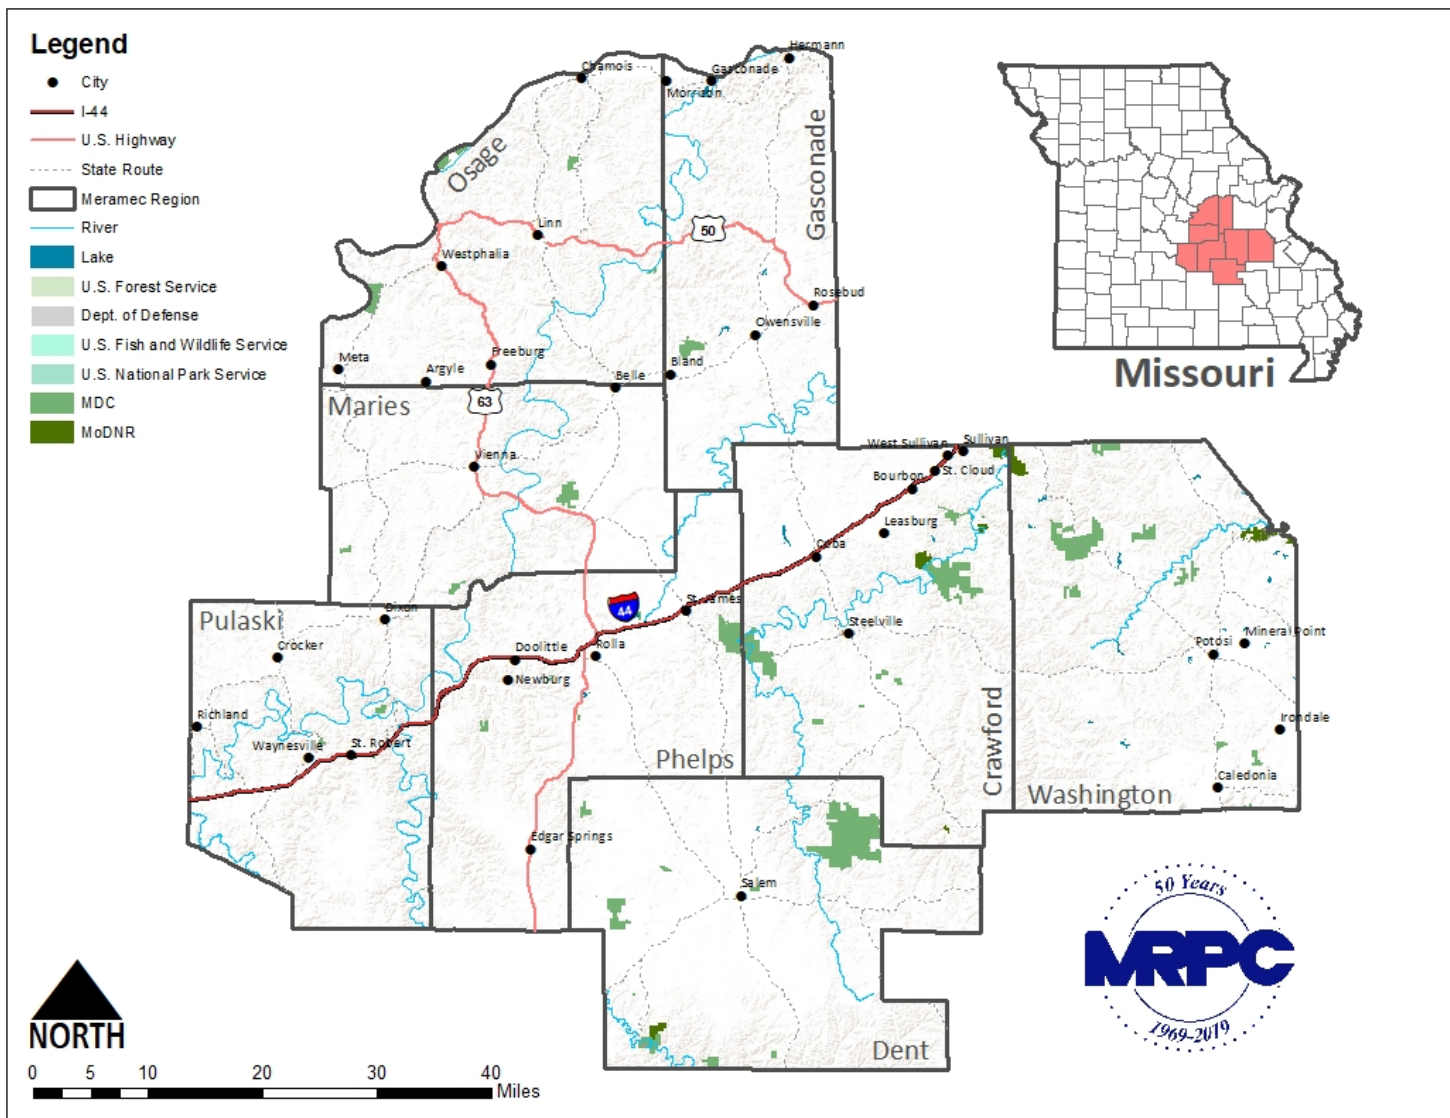 Legend
City
I-44
U.S. Highway
State Route
Meramec Region
River
Lake
U.S. Forest Service
Dept. of Defense
U.S. Fish and Wildlife Service
U.S. National Park Service
MDC
MoDNR
Hermann
Chamois
Gasconade
Morrison
Osage
Gasconade
Linn
50
Westphalia
Rosebud
Owensville
Meta
Freeburg
Argyle
Belle
Bland
Maries
63
Vienna
Missouri
West Sullivan
Sullivan
St. Cloud
Bourbon
Leasburg
Cuba
Pulaski
Dixon
44
St. James
Steelville
Crocker
Doolittle
Rolla
Newburg
Potosi
Mineral Point
Richland
Waynesville
St. Robert
Irondale
Phelps
Crawford
Washington
Caledonia
Edgar Springs
Salem
Dent
50 Years
MRPC
1969-2019
NORTH
0 5 10 20 30 40
Miles